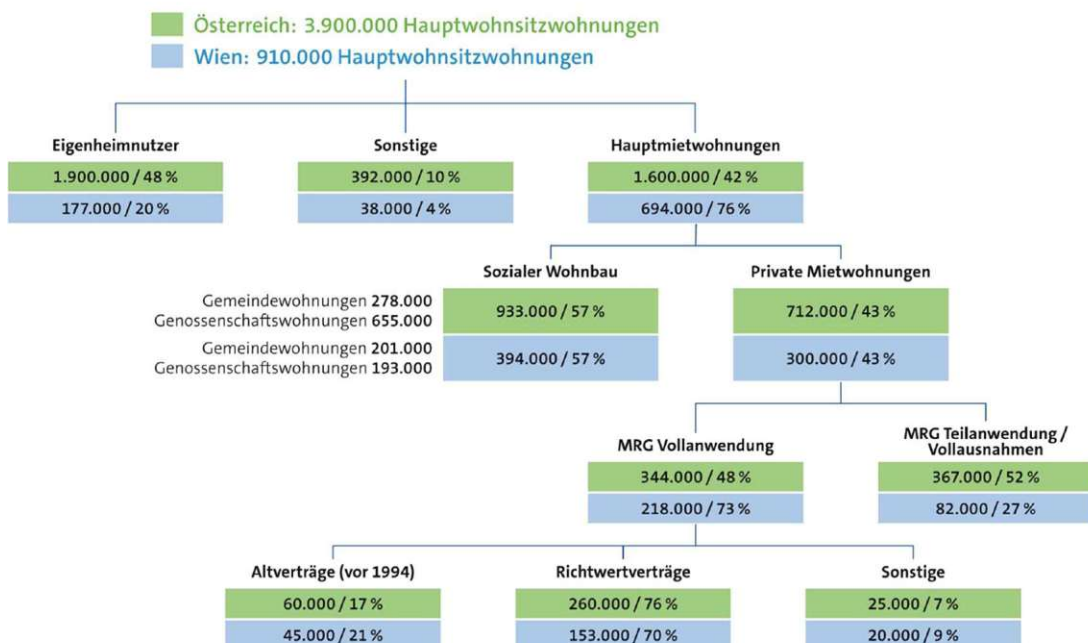 Österreich: 3.900.000 Hauptwohnsitzwohnungen
Wien: 910.000 Hauptwohnsitzwohnungen
Eigenheimnutzer
1.900.000 / 48 %
177.000 / 20 %
Sonstige
392.000 / 10 %
38.000 / 4 %
Hauptmietwohnungen
1.600.000 / 42 %
694.000 / 76 %
Gemeindewohnungen 278.000
Genossenschaftswohnungen 655.000
Gemeindewohnungen 201.000
Genossenschaftswohnungen 193.000
Sozialer Wohnbau
933.000 / 57 %
394.000 / 57 %
Private Mietwohnungen
712.000 / 43 %
300.000 / 43 %
MRG Vollanwendung
344.000 / 48 %
218.000 / 73 %
MRG Teilanwendung /
Vollausnahmen
367.000 / 52 %
82.000 / 27 %
Altverträge (vor 1994)
60.000 / 17 %
45.000 / 21 %
Richtwertverträge
260.000 / 76 %
153.000 / 70 %
Sonstige
25.000 / 7 %
20.000 / 9 %